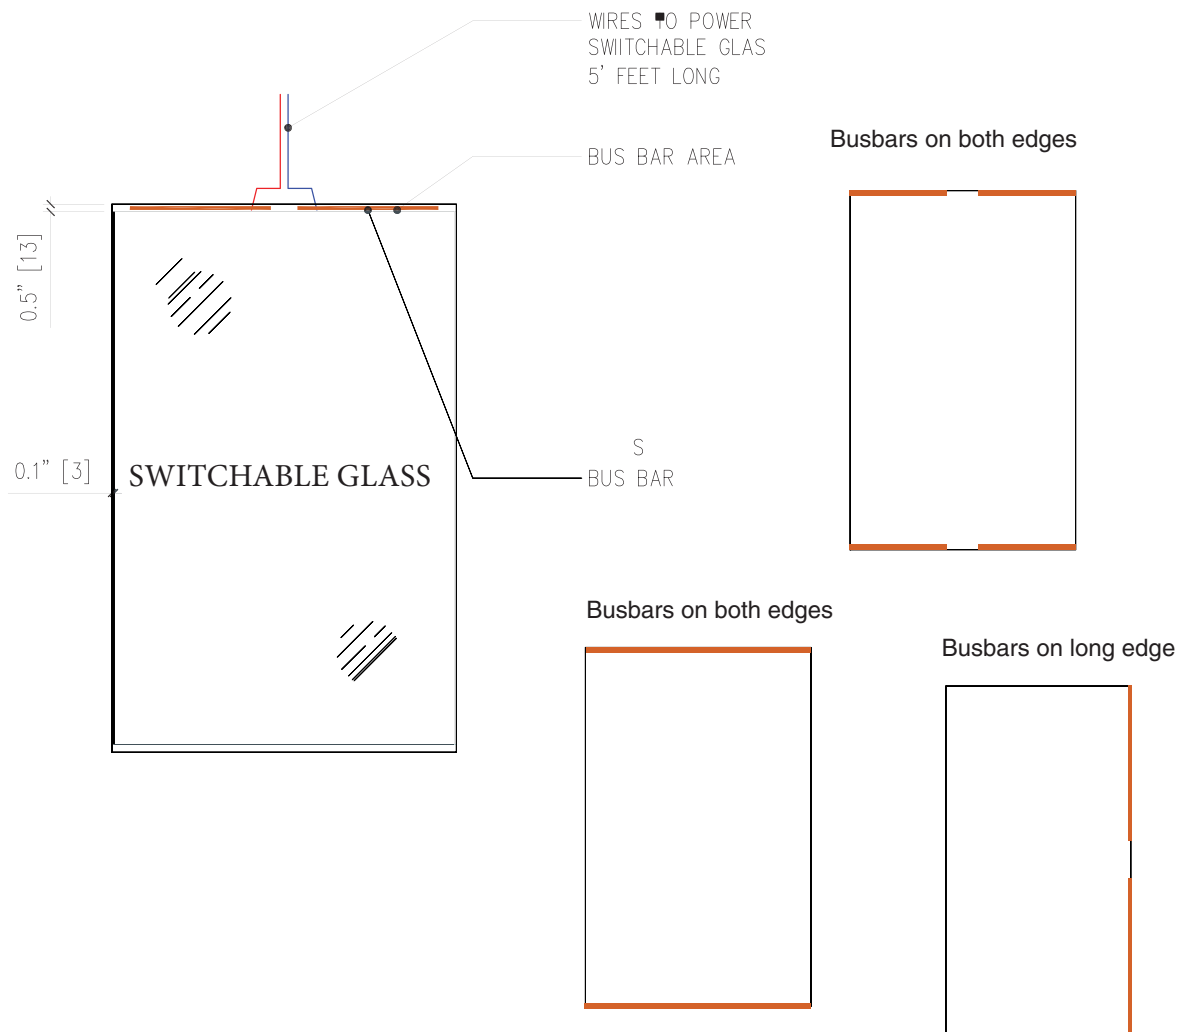 WIRES TO POWER
SWIITCHABLE GLAS
5' FEET LONG
BUS BAR AREA
Busbars on both edges
0.5" [13]
0.1" [3]
SWITCHABLE GLASS
S
BUS BAR
Busbars on both edges
Busbars on long edge